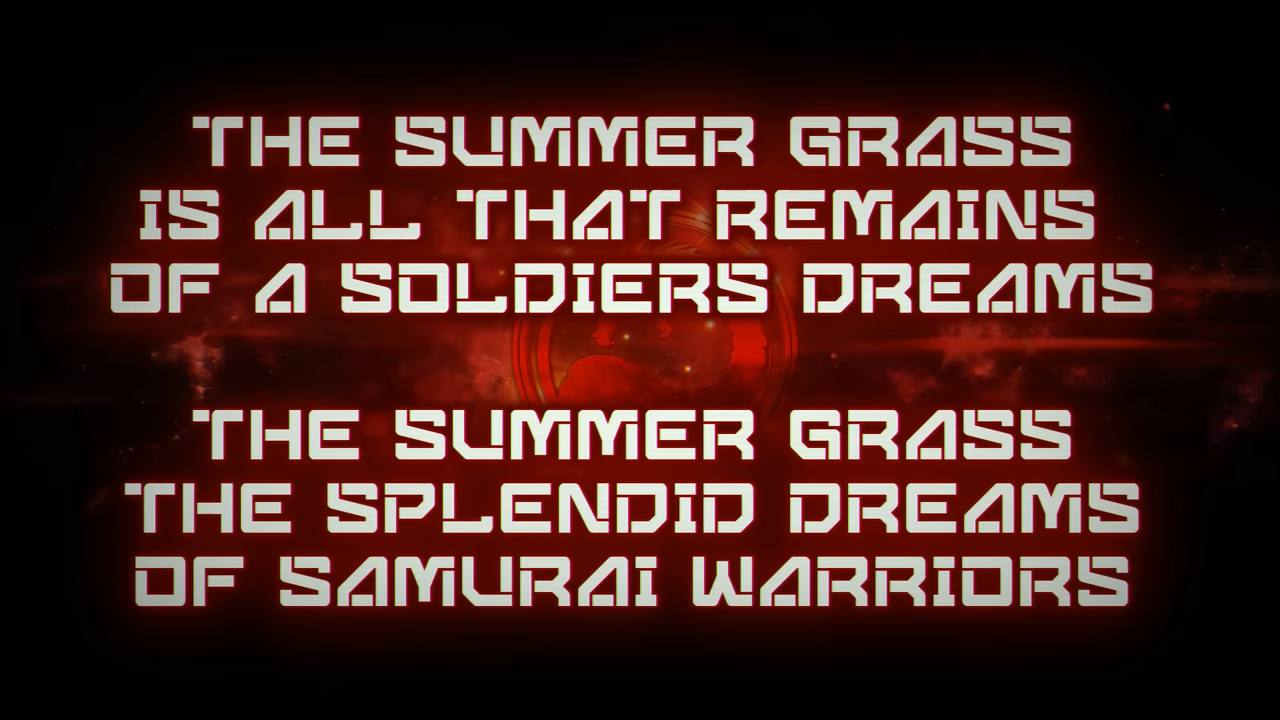 THE SUMMER GRASS
IS ALL THAT REMAINS
OF A SOLDIERS DREAMS
THE SUMMER GRASS
THE SPLENDID DREAMS
OF SAMURAI WARRIORS